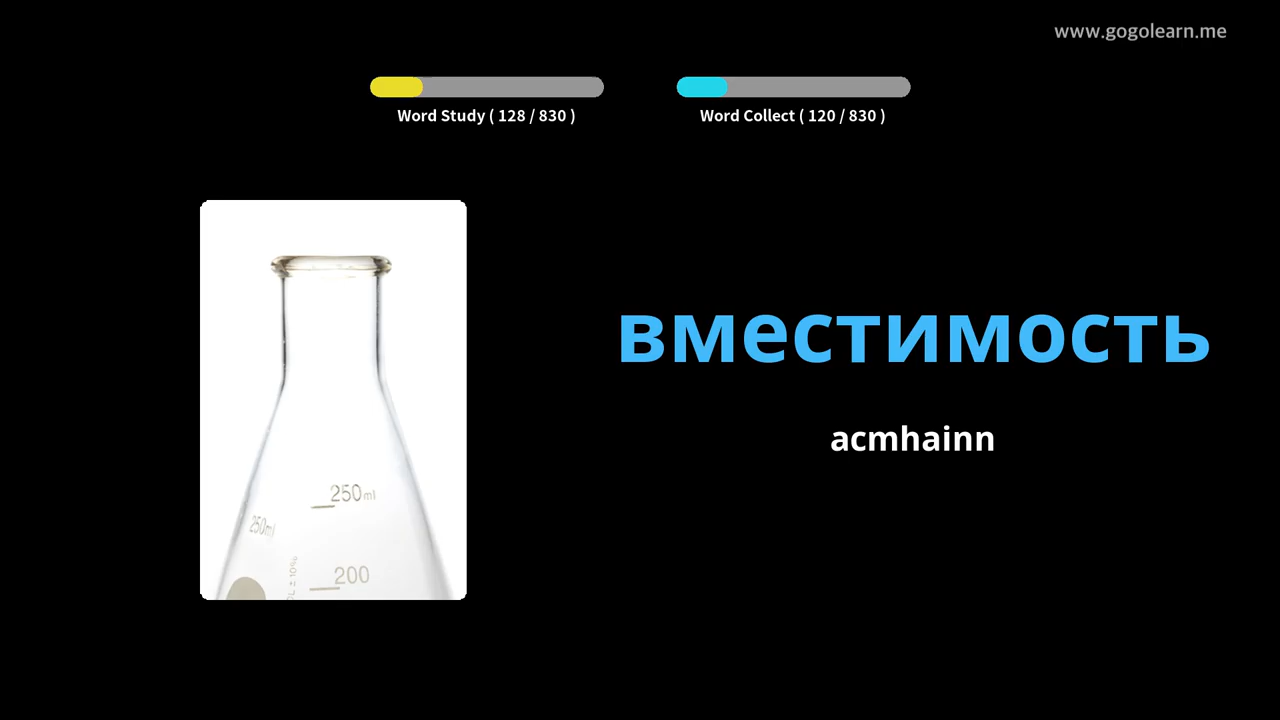 www.gogolearn.me
Word Study ( 128 / 830 )
Word Collect ( 120 / 830 )
вместимость
acmhainn
250ml
250ml
200